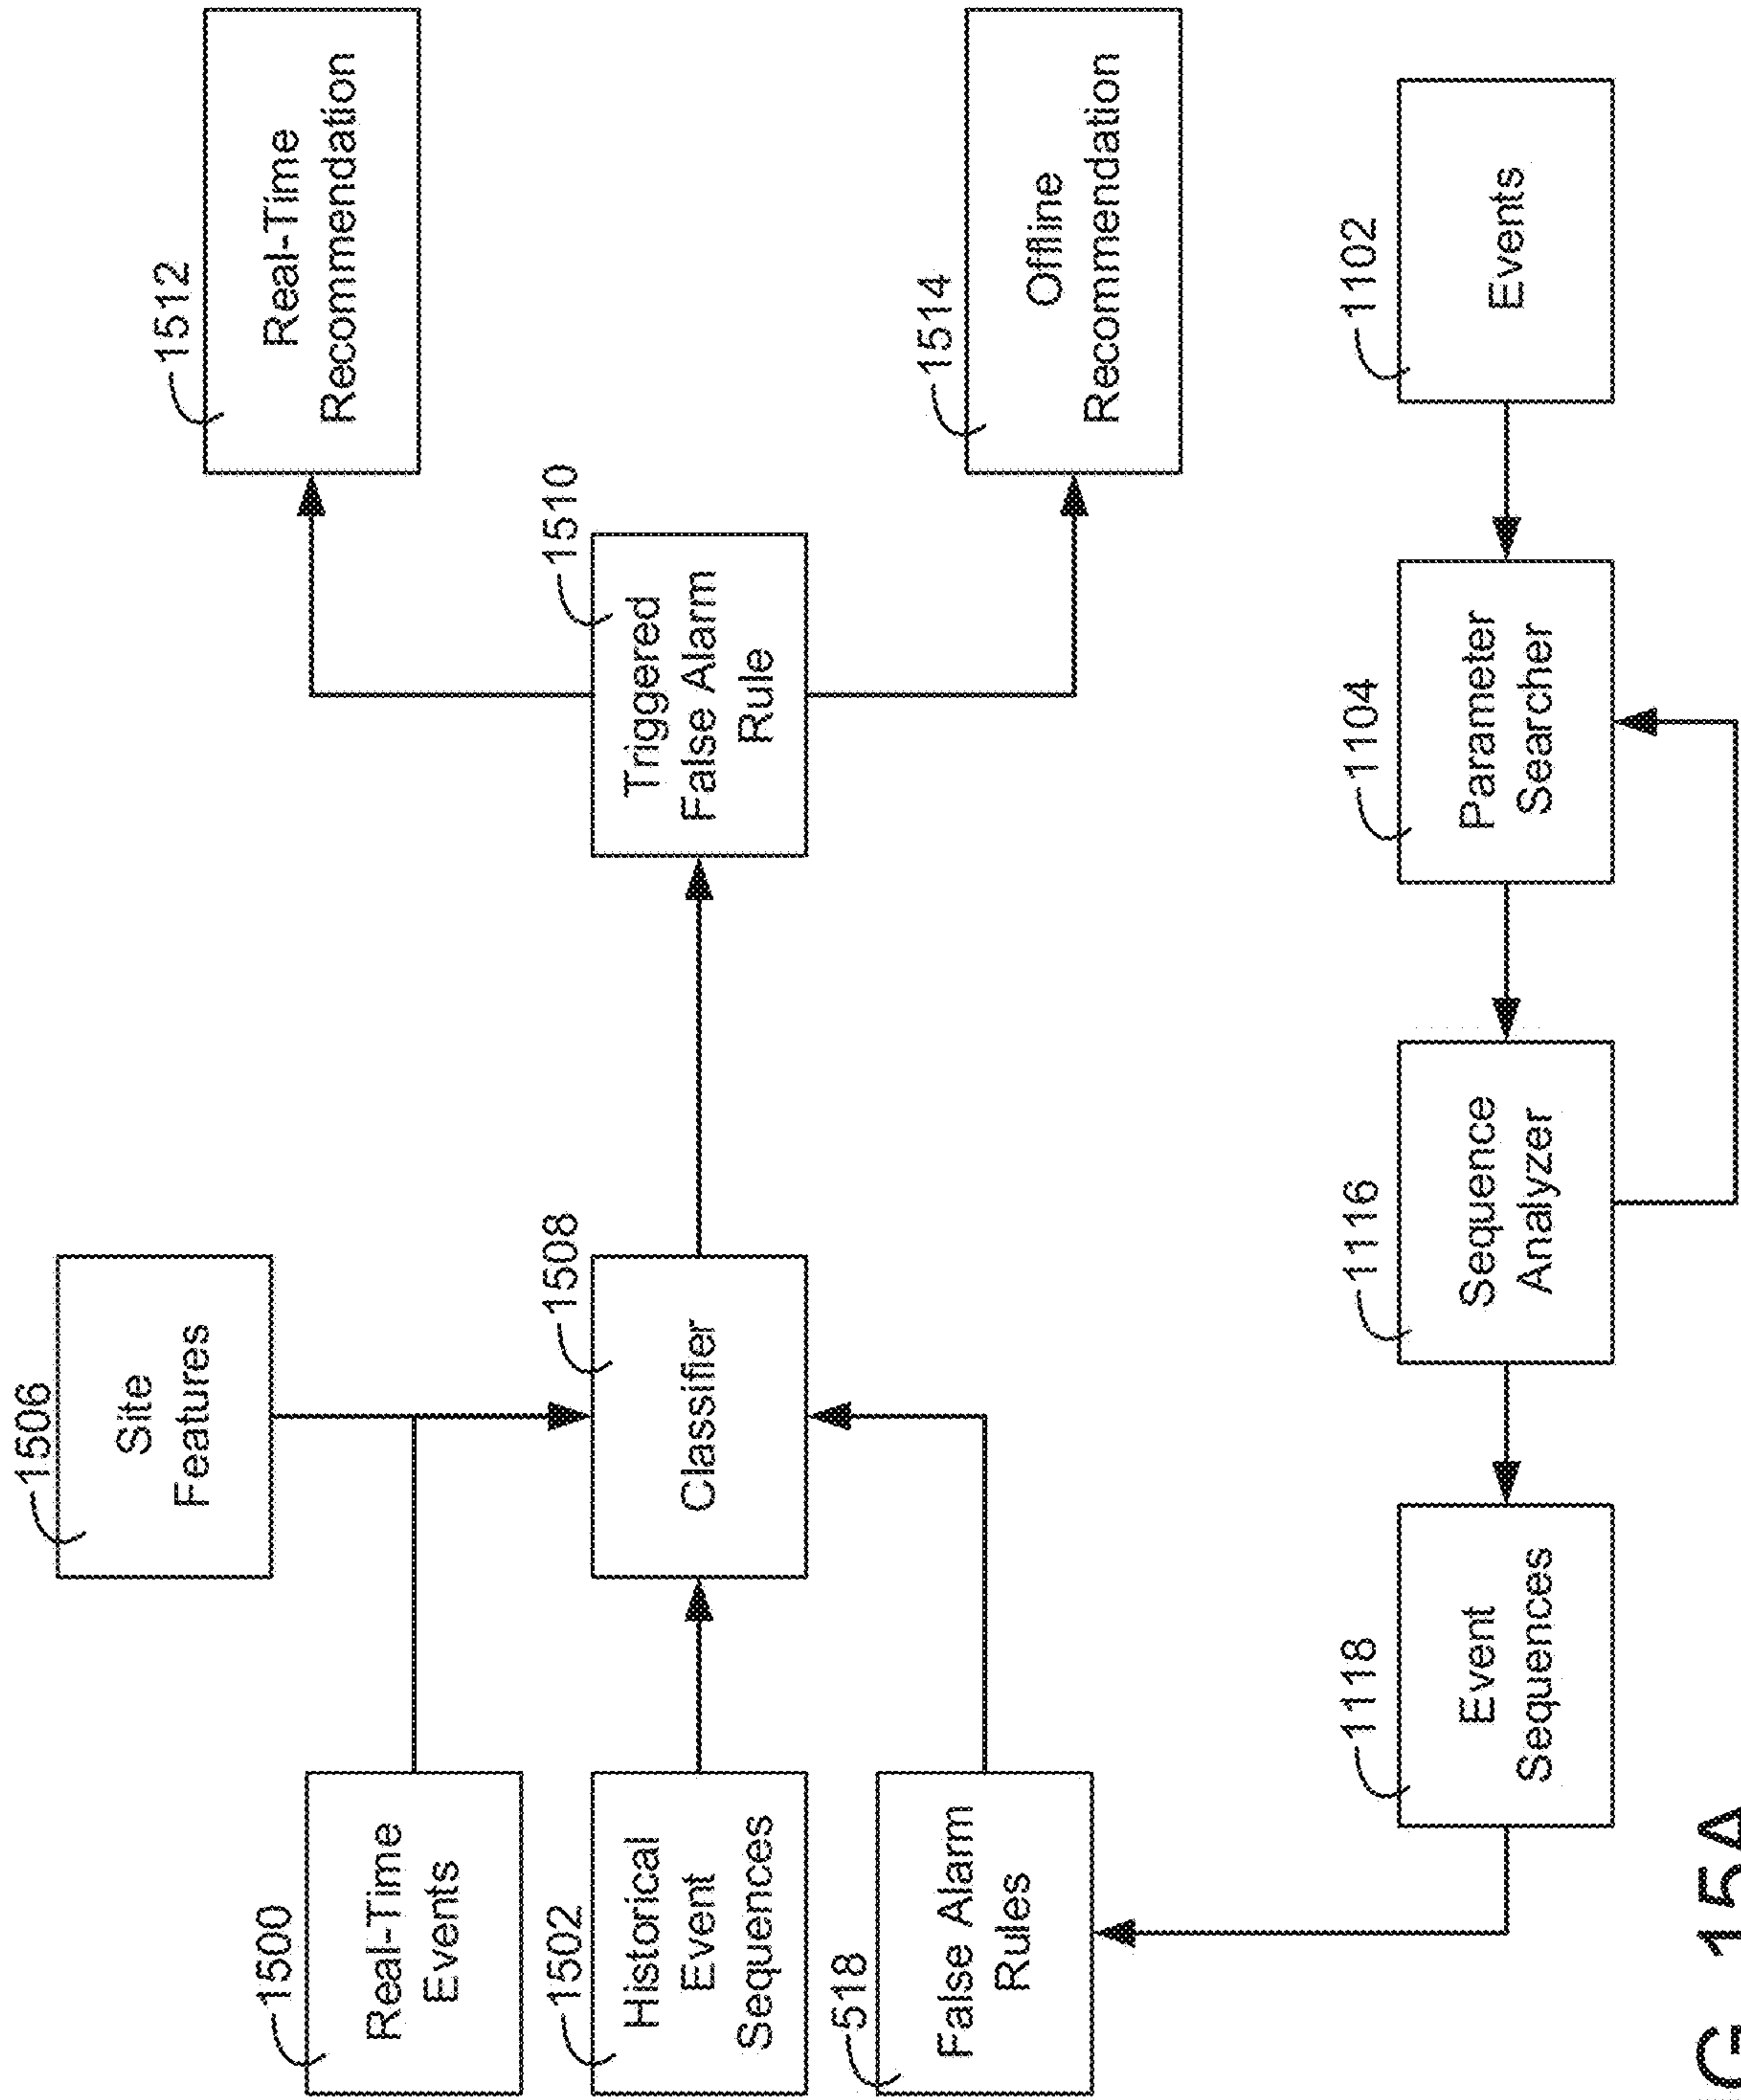 1506
Site
Features
1500
Real-Time
Events
1512
Real-Time
Recommendation
1502
Historical
Event
Sequences
1508
Classifier
1510
Triggered
False Alarm
Rule
518
False Alarm
Rules
1514
Offline
Recommendation
1118
Event
Sequences
1116
Sequence
Analyzer
1104
Parameter
Searcher
1102
Events
G 15A